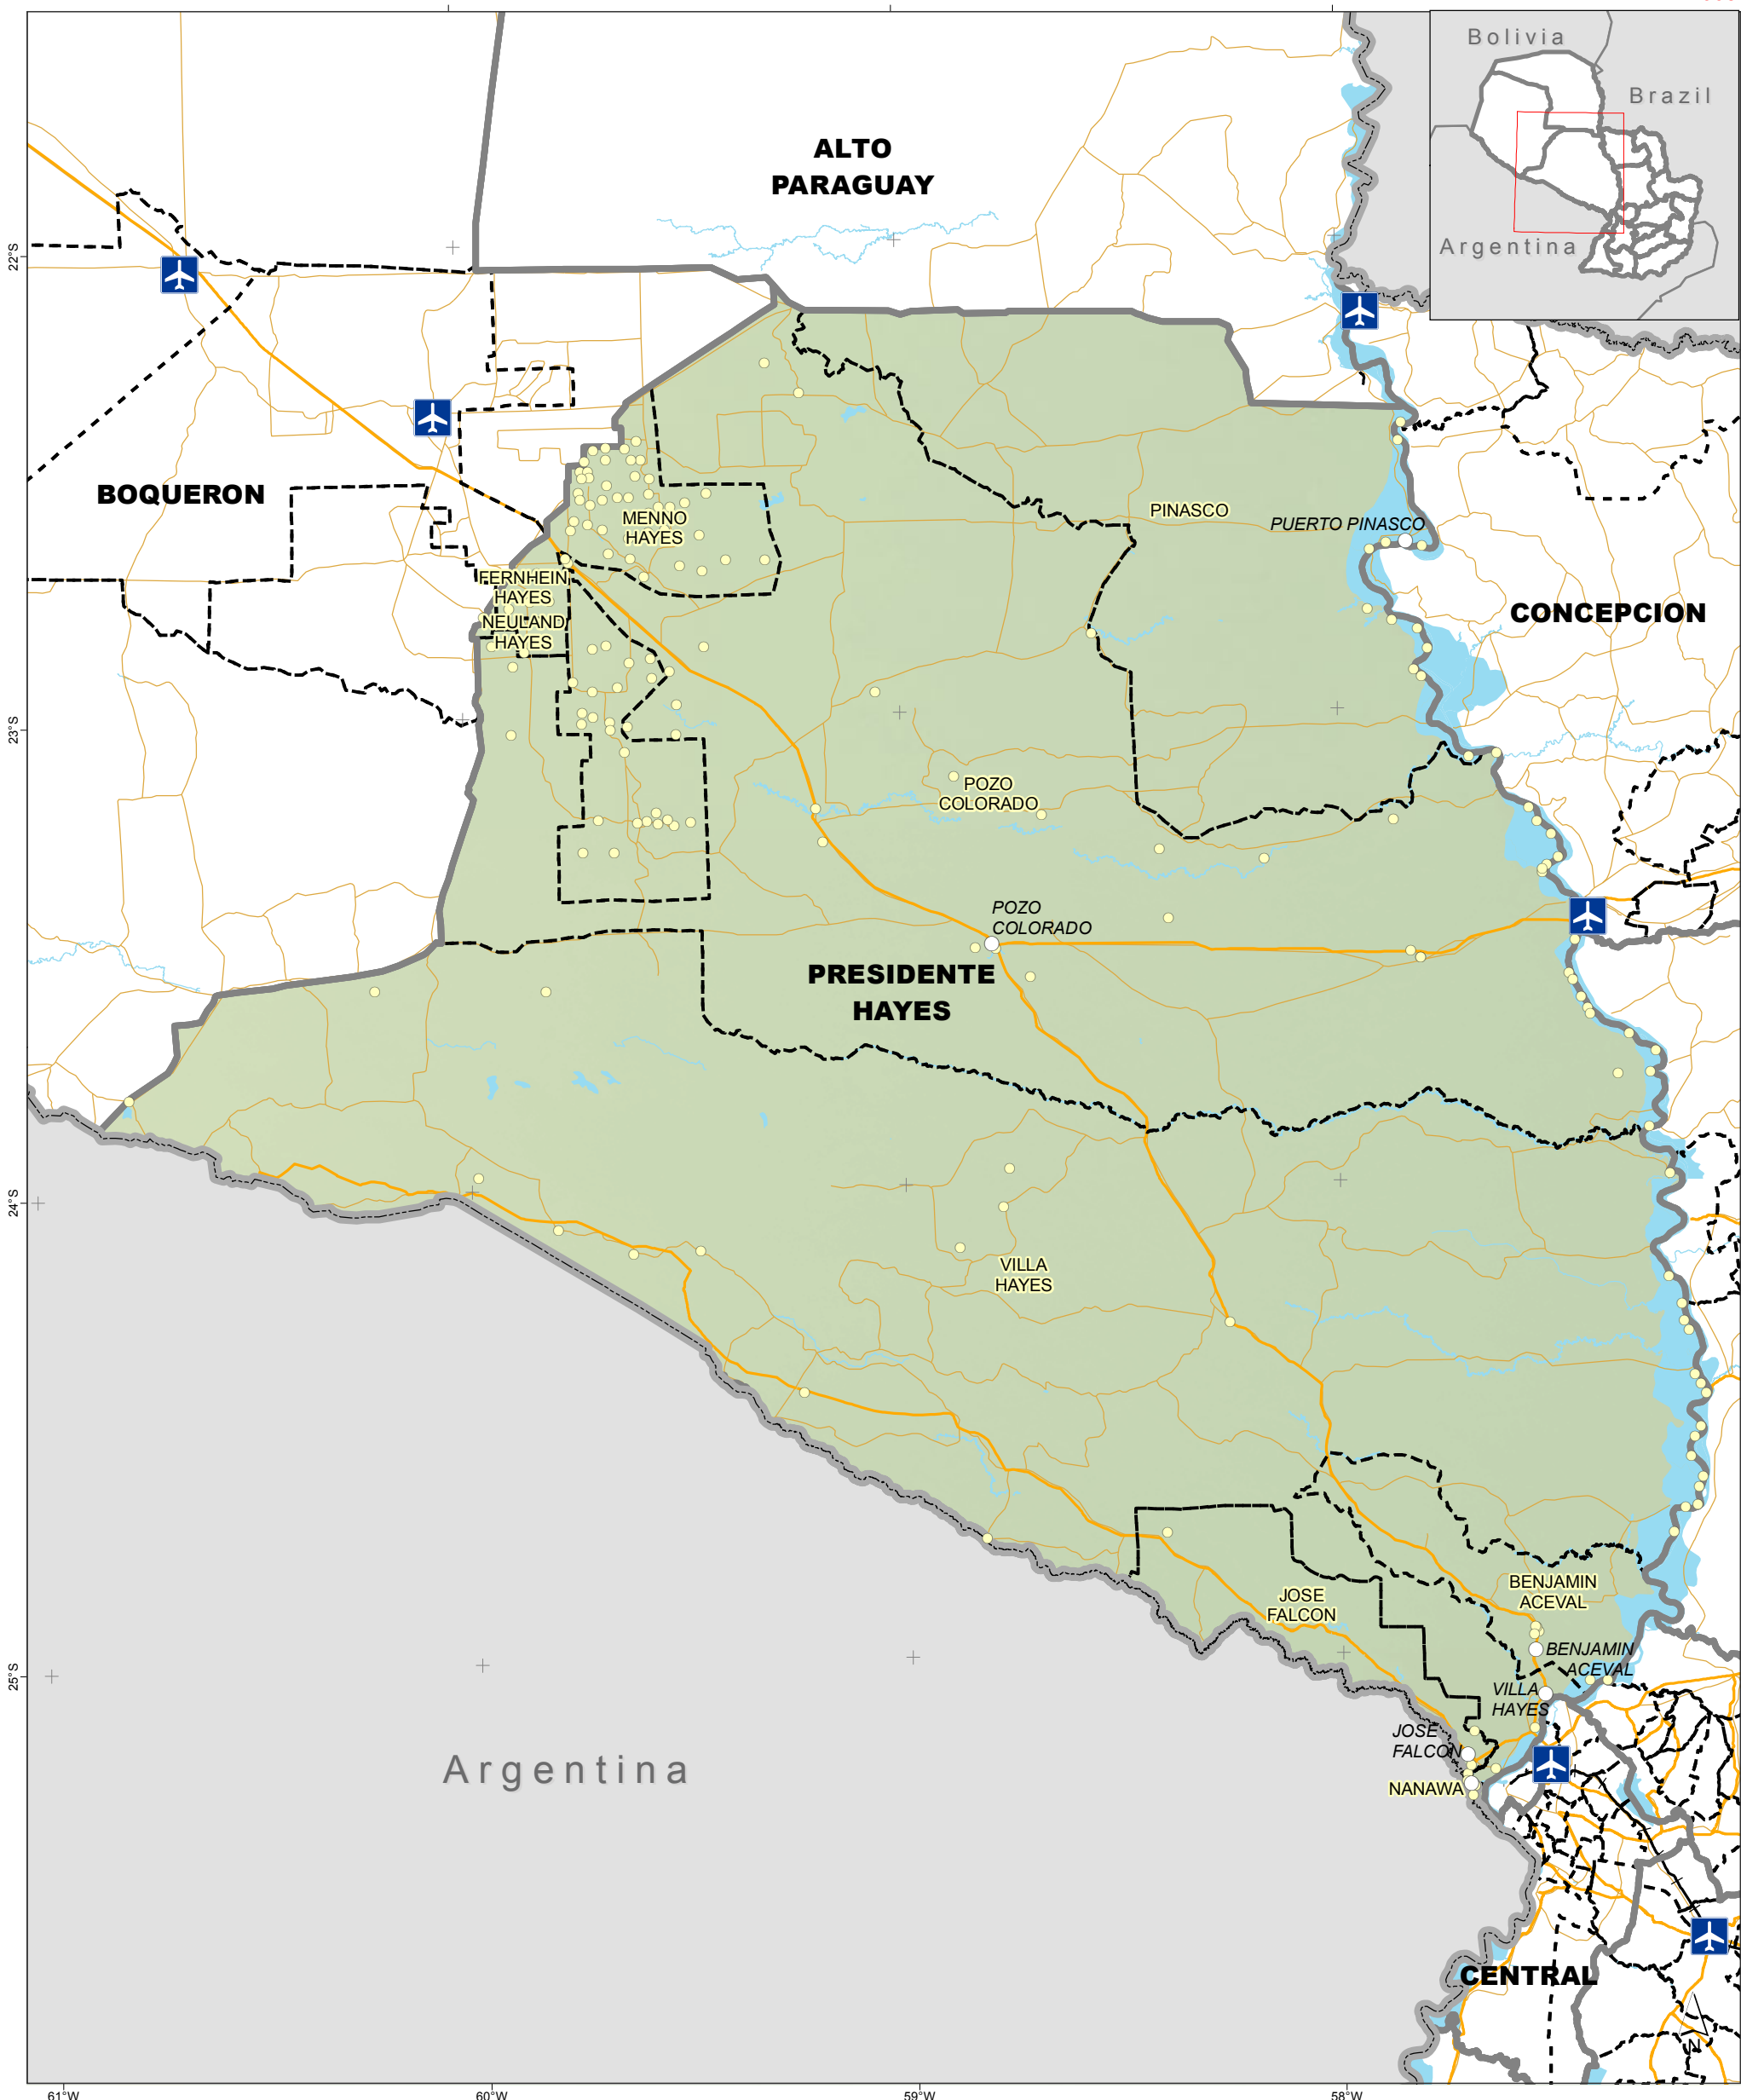 Bolivia
Brazil
Argentina
ALTO
PARAGUAY
22°S
BOQUERON
MENNO
HAYES
PINASCO
PUERTO PINASCO
FERNHEIN
HAYES
NEULAND
HAYES
CONCEPCION
23°S
POZO
COLORADO
POZO
COLORADO
PRESIDENTE
HAYES
24°S
VILLA
HAYES
JOSE
FALCON
BENJAMIN
ACEVAL
BENJAMIN
ACEVAL
25°S
VILLA
HAYES
JOSE
FALCON
NANAWA
Argentina
CENTRAL
61°W
60°W
59°W
58°W